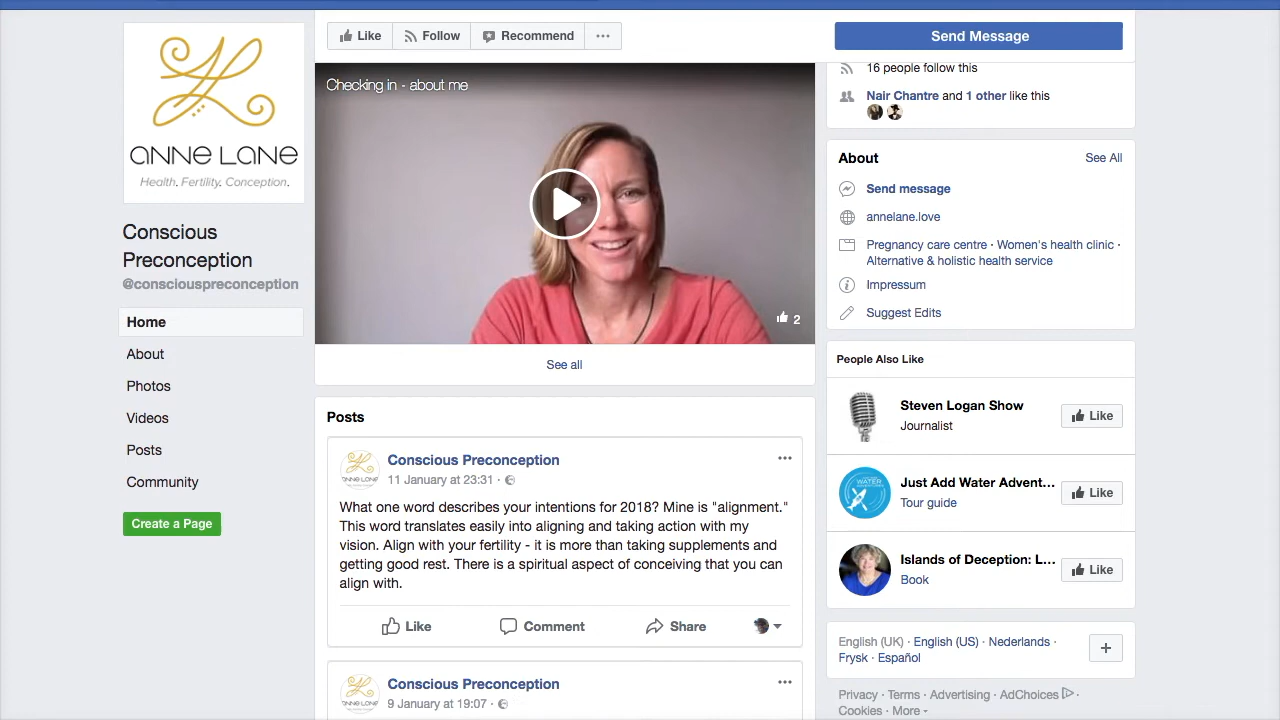 Like
Follow
Recommend
Send Message
ANNE LANE
Health. Fertility. Conception.
Conscious
Preconception
@consciouspreconception
Home
About
Photos
Videos
Posts
Community
Create a Page
Checking in - about me
2
See all
Posts
Conscious Preconception
11 January at 23:31 ·
What one word describes your intentions for 2018? Mine is "alignment."
This word translates easily into aligning and taking action with my
vision. Align with your fertility - it is more than taking supplements and
getting good rest. There is a spiritual aspect of conceiving that you can
align with.
Like
Comment
Share
Conscious Preconception
9 January at 19:07 ·
16 people follow this
Nair Chantre and 1 other like this
About
See All
Send message
annelane.love
Pregnancy care centre · Women's health clinic ·
Alternative & holistic health service
Impressum
Suggest Edits
People Also Like
Steven Logan Show
Journalist
Like
Just Add Water Advent...
Tour guide
Like
Islands of Deception: L...
Book
Like
English (UK) · English (US) · Nederlands ·
Frysk · Español
Privacy · Terms · Advertising · AdChoices ·
Cookies · More